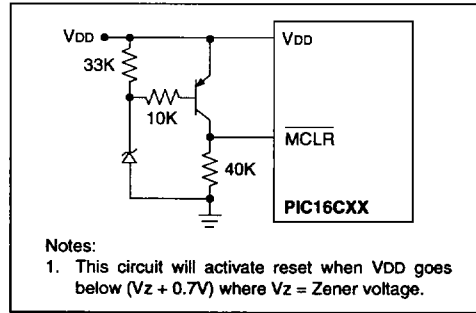 VDD
VDD
33K
10K
MCLR
40K
PIC16CXX
Notes:
1. This circuit will activate reset when VDD goes
below (Vz + 0.7V) where Vz = Zener voltage.